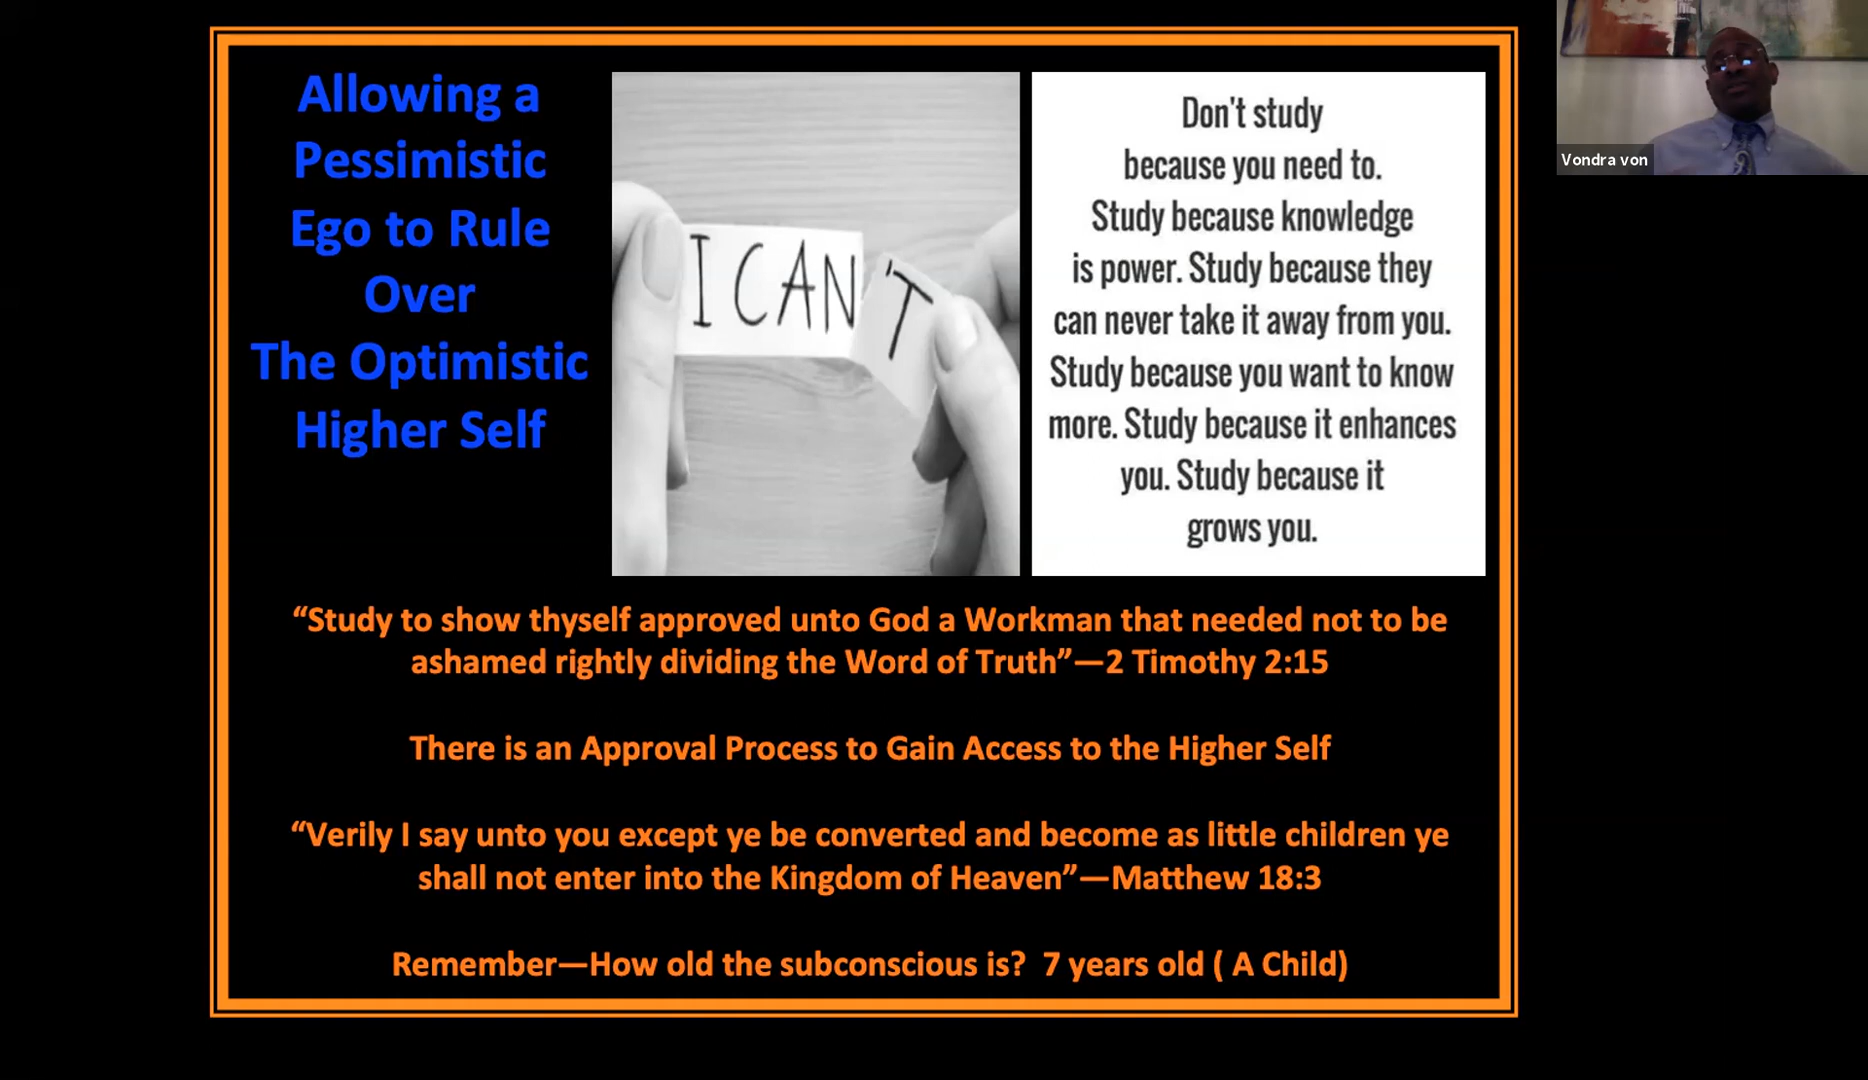 Allowing a
Pessimistic
Ego to Rule
Over
The Optimistic
Higher Self
I CAN'T
Don't study
because you need to.
Study because knowledge
is power. Study because they
can never take it away from you.
Study because you want to know
more. Study because it enhances
you. Study because it
grows you.
“Study to show thyself approved unto God a Workman that needed not to be
ashamed rightly dividing the Word of Truth”—2 Timothy 2:15
There is an Approval Process to Gain Access to the Higher Self
“Verily I say unto you except ye be converted and become as little children ye
shall not enter into the Kingdom of Heaven”—Matthew 18:3
Remember—How old the subconscious is?  7 years old ( A Child)
Vondra von